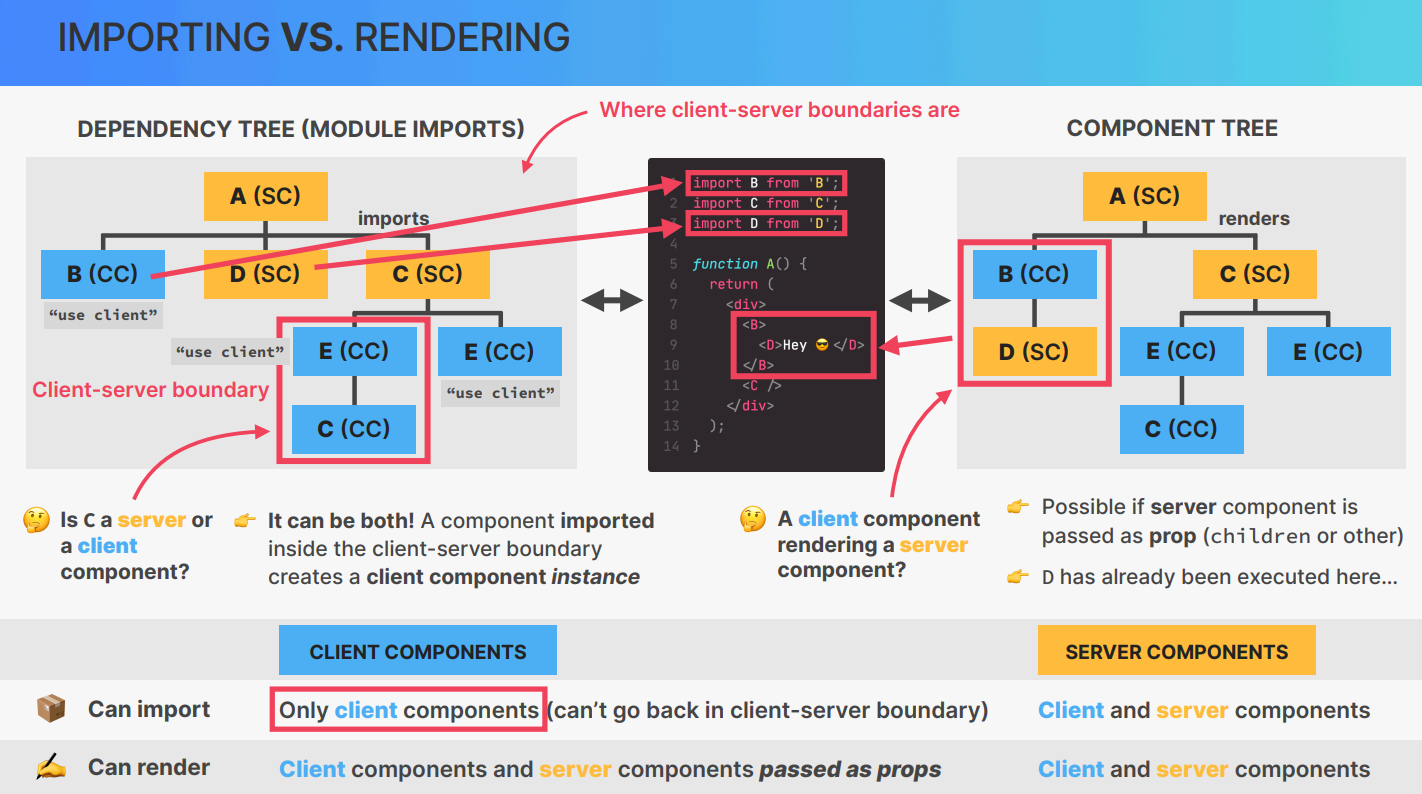 IMPORTING VS. RENDERING
Where client-server boundaries are
DEPENDENCY TREE (MODULE IMPORTS)
A (SC)
imports
B (CC)
D (SC)
C (SC)
“use client”
“use client”
E (CC)
E (CC)
Client-server boundary
“use client”
C (CC)
import B from 'B';
2 import C from 'C';
import D from 'D';
4
5 function A() {
6 return (
7 <div>
8 <B>
9 <D>Hey 😎 </D>
10 </B>
11 <C />
12 </div>
13 );
14 }
COMPONENT TREE
A (SC)
renders
B (CC)
C (SC)
D (SC)
E (CC)
E (CC)
C (CC)
🤔 Is C a server or
a client
component?
👉 It can be both! A component imported
inside the client-server boundary
creates a client component instance
🤔 A client component
rendering a server
component?
👉 Possible if server component is
passed as prop (children or other)
👉 D has already been executed here...
CLIENT COMPONENTS
SERVER COMPONENTS
📦 Can import
Only client components (can’t go back in client-server boundary)
Client and server components
✍️ Can render
Client components and server components passed as props
Client and server components